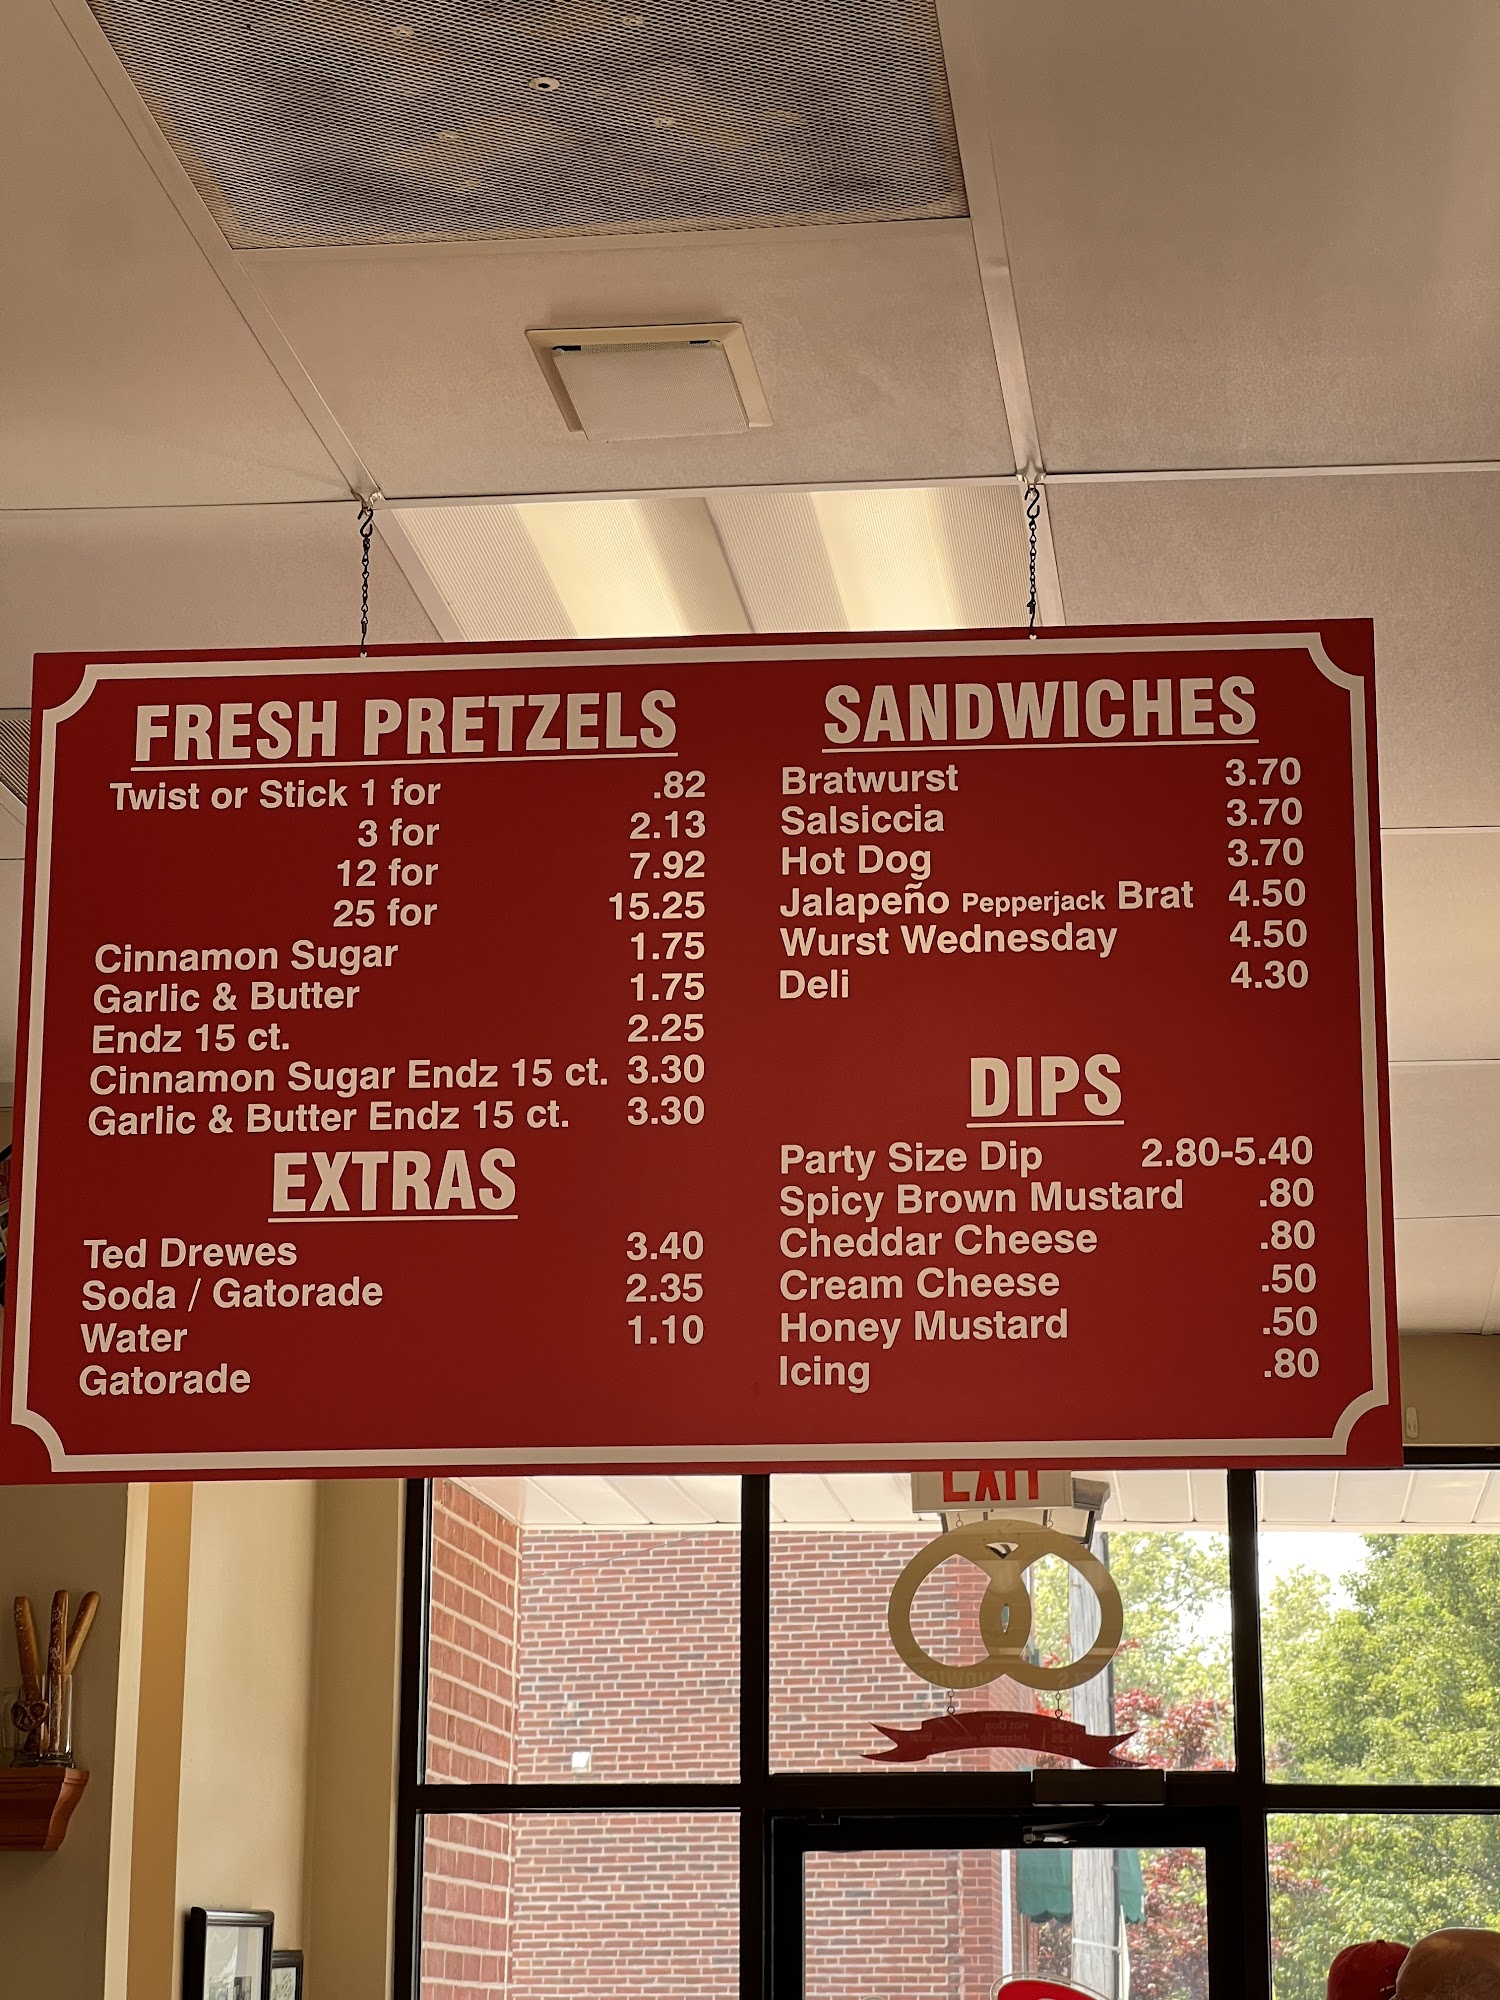 FRESH PRETZELS
Twist or Stick 1 for .82
3 for 2.13
12 for 7.92
25 for 15.25
Cinnamon Sugar 1.75
Garlic & Butter 1.75
Endz 15 ct. 2.25
Cinnamon Sugar Endz 15 ct. 3.30
Garlic & Butter Endz 15 ct. 3.30
EXTRAS
Ted Drewes 3.40
Soda / Gatorade 2.35
Water 1.10
Gatorade
SANDWICHES
Bratwurst 3.70
Salsiccia 3.70
Hot Dog 3.70
Jalapeño Pepperjack Brat 4.50
Wurst Wednesday 4.50
Deli 4.30
DIPS
Party Size Dip 2.80-5.40
Spicy Brown Mustard .80
Cheddar Cheese .80
Cream Cheese .50
Honey Mustard .50
Icing .80
EXIT